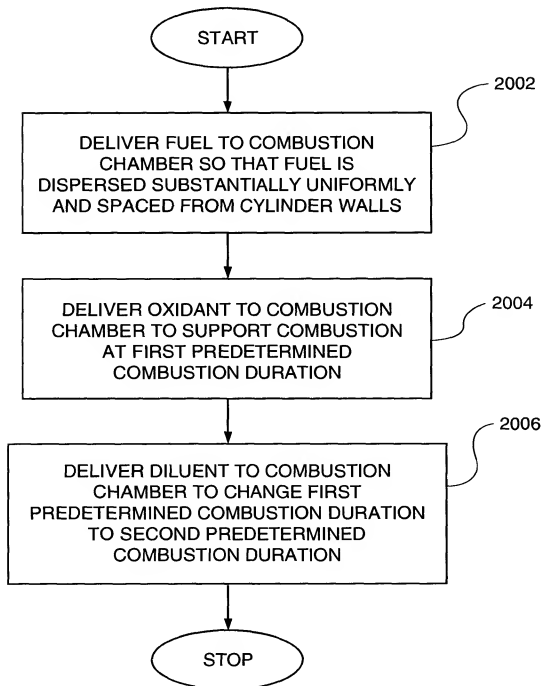 START
2002
DELIVER FUEL TO COMBUSTION
CHAMBER SO THAT FUEL IS
DISPERSED SUBSTANTIALLY UNIFORMLY
AND SPACED FROM CYLINDER WALLS
2004
DELIVER OXIDANT TO COMBUSTION
CHAMBER TO SUPPORT COMBUSTION
AT FIRST PREDETERMINED
COMBUSTION DURATION
2006
DELIVER DILUENT TO COMBUSTION
CHAMBER TO CHANGE FIRST
PREDETERMINED COMBUSTION DURATION
TO SECOND PREDETERMINED
COMBUSTION DURATION
STOP